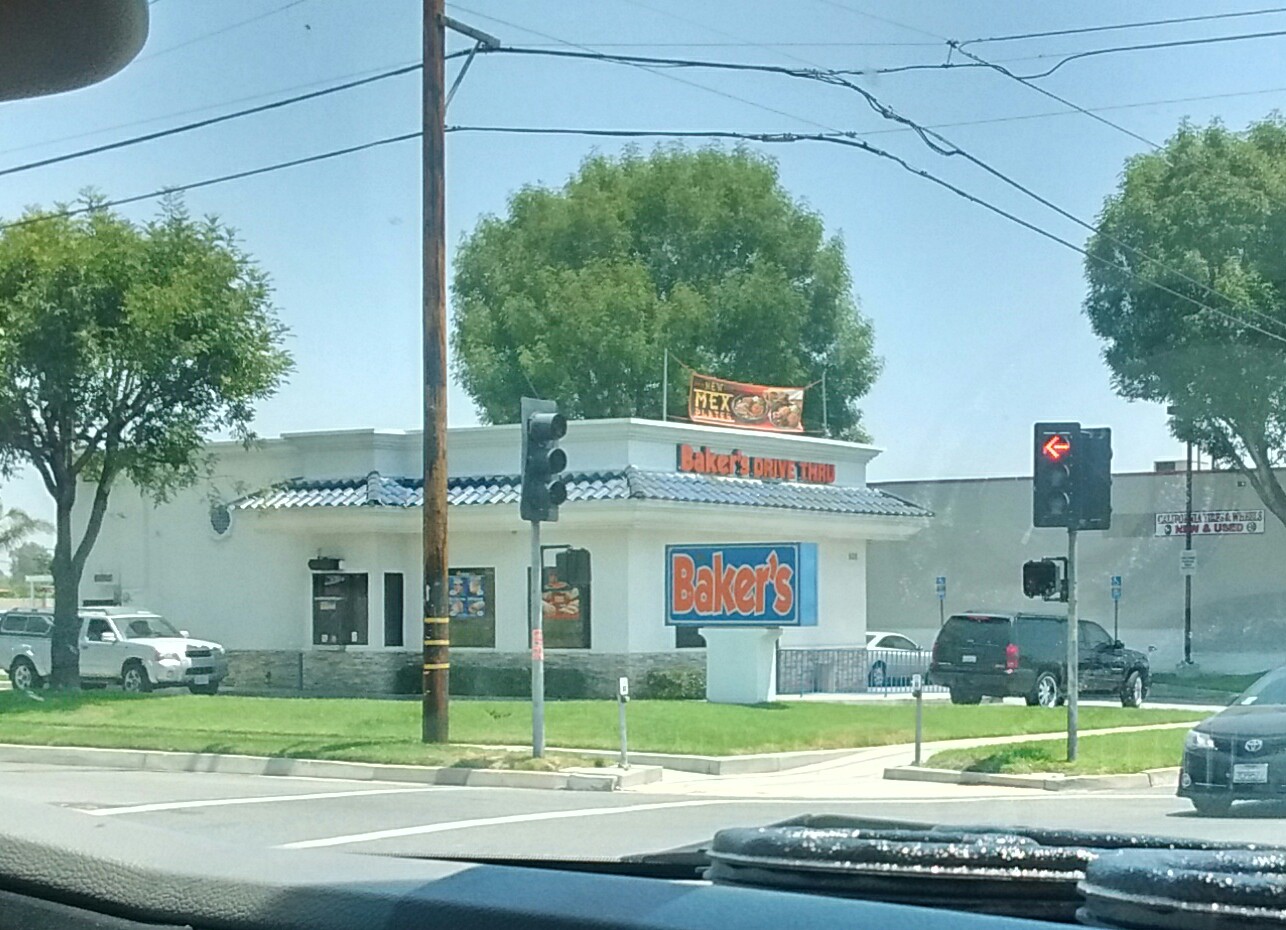 NEW
MEX
Baker's DRIVE THRU
Baker's
CALIFORNIA TIRES & WHEELS
NEW & USED